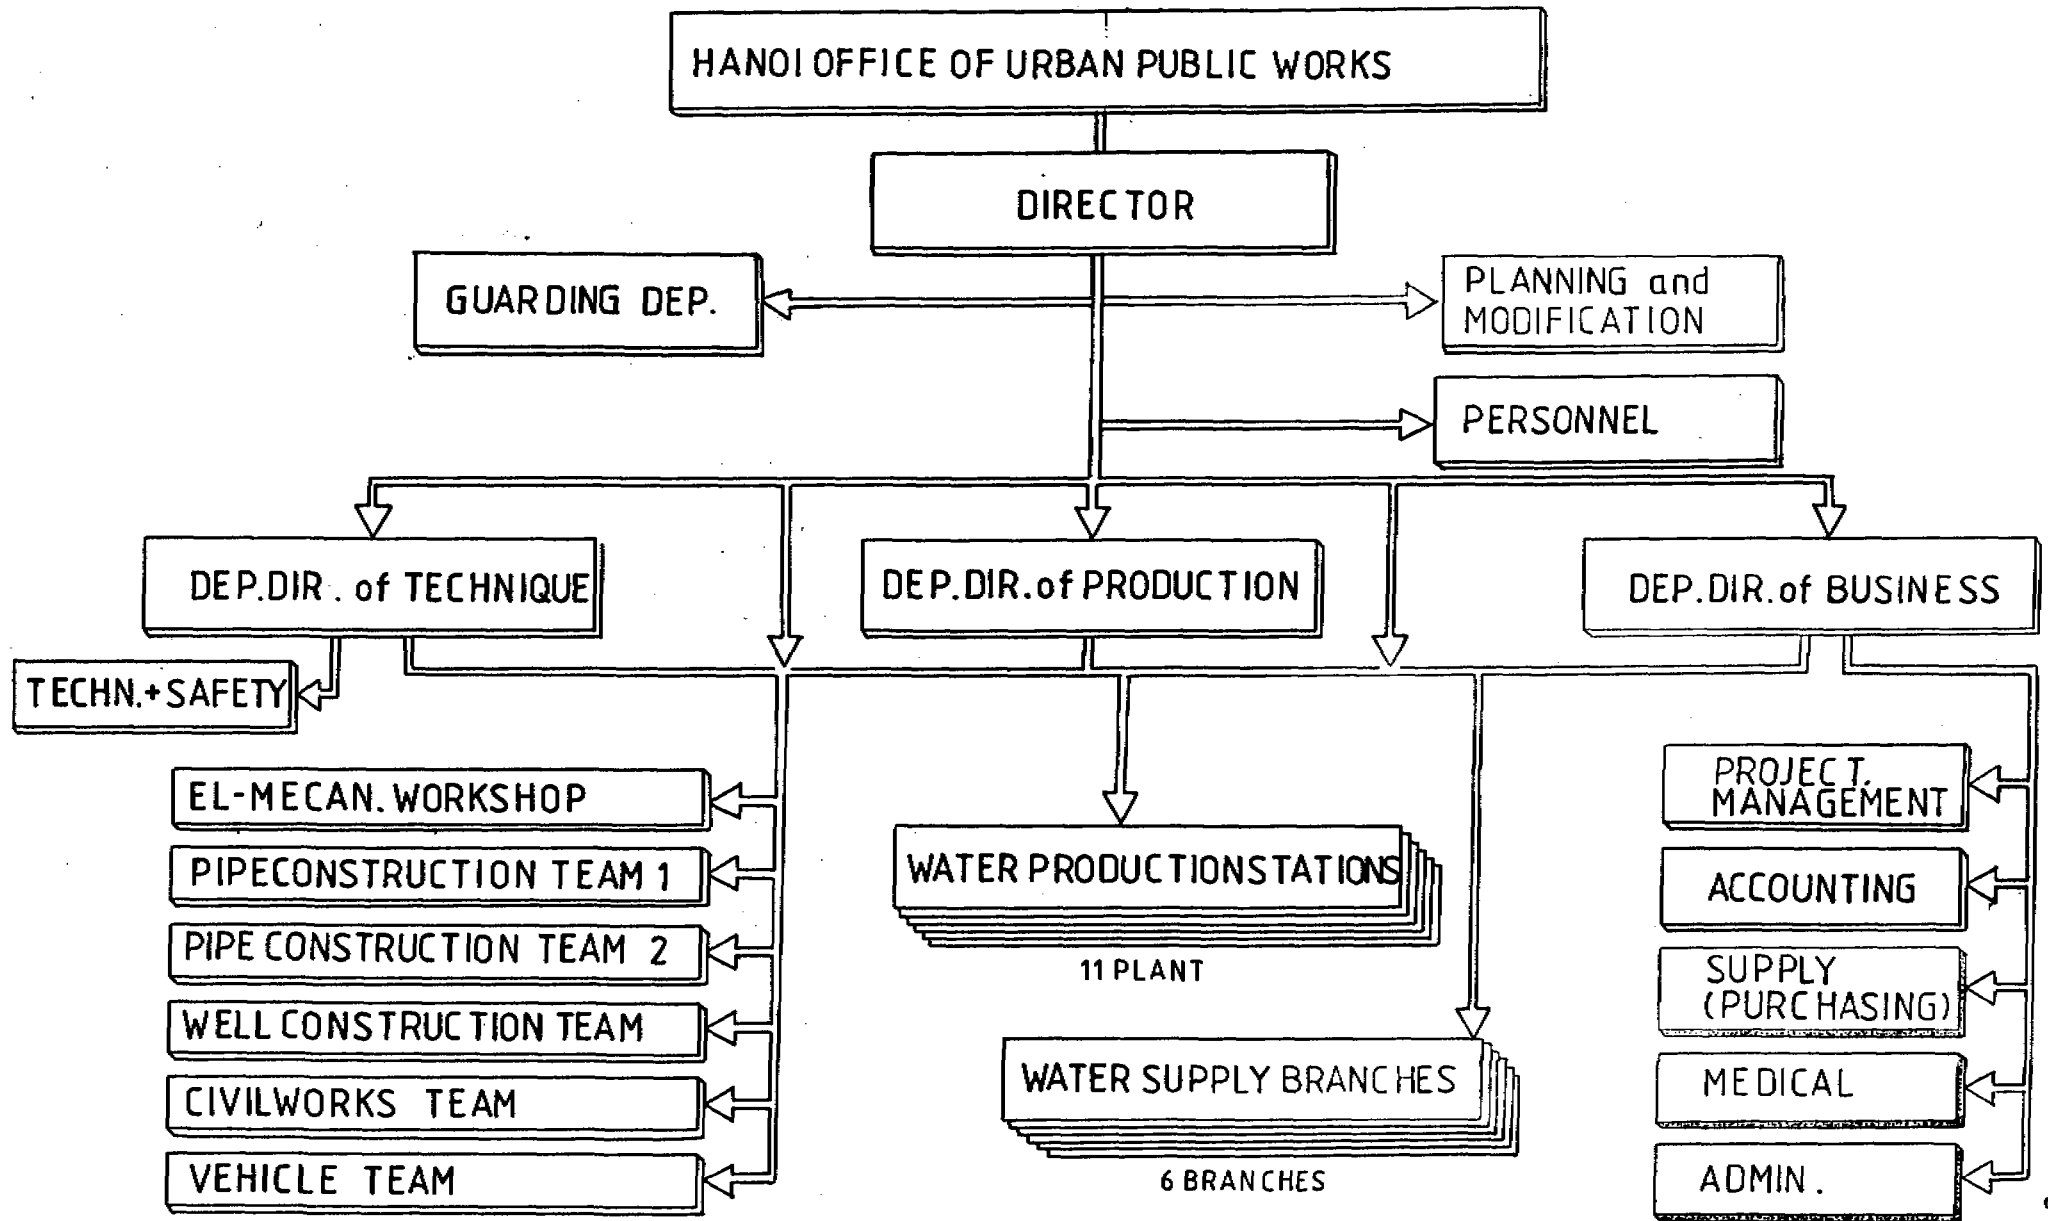 HANOI OFFICE OF URBAN PUBLIC WORKS
DIRECTOR
GUARDING DEP.
PLANNING and
MODIFICATION
PERSONNEL
DEP.DIR. of TECHNIQUE
DEP.DIR. of PRODUCTION
DEP.DIR. of BUSINESS
TECHN.+SAFETY
EL-MECAN. WORKSHOP
PIPECONSTRUCTION TEAM 1
PIPE CONSTRUCTION TEAM 2
WELL CONSTRUCTION TEAM
CIVILWORKS TEAM
VEHICLE TEAM
WATER PRODUCTIONSTATIONS
11 PLANT
WATER SUPPLY BRANCHES
6 BRANCHES
PROJECT.
MANAGEMENT
ACCOUNTING
SUPPLY
(PURCHASING)
MEDICAL
ADMIN.